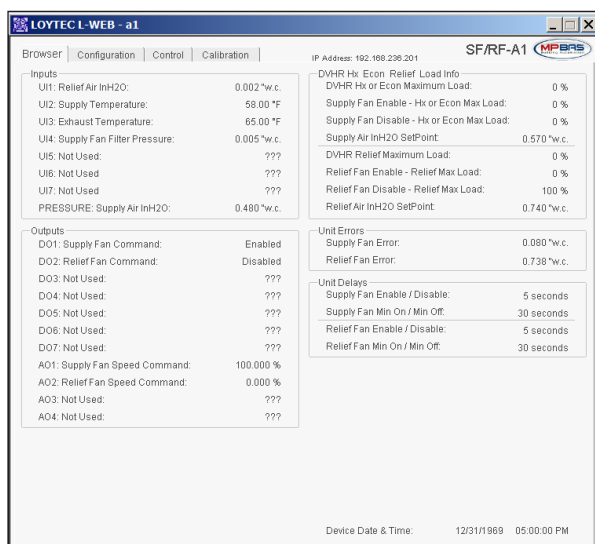 LOYTEC L-WEB - a1
Browser Configuration Control Calibration
IP Address: 192.168.236.201
SF/RF-A1
MPBAS
Inputs
UI1: Relief Air InH2O: 0.002 "w.c.
UI2: Supply Temperature: 58.00 °F
UI3: Exhaust Temperature: 65.00 °F
UI4: Supply Fan Filter Pressure: 0.005 "w.c.
UI5: Not Used: ???
UI6: Not Used ???
UI7: Not Used ???
PRESSURE: Supply Air InH2O: 0.480 "w.c.
Outputs
DO1: Supply Fan Command: Enabled
DO2: Relief Fan Command: Disabled
DO3: Not Used: ???
DO4: Not Used: ???
DO5: Not Used: ???
DO6: Not Used: ???
DO7: Not Used: ???
AO1: Supply Fan Speed Command: 100.000 %
AO2: Relief Fan Speed Command: 0.000 %
AO3: Not Used: ???
AO4: Not Used: ???
DVHR Hx Econ Relief Load Info
DVHR Hx or Econ Maximum Load: 0 %
Supply Fan Enable - Hx or Econ Max Load: 0 %
Supply Fan Disable - Hx or Econ Max Load: 0 %
Supply Air InH2O SetPoint: 0.570 "w.c.
DVHR Relief Maximum Load: 0 %
Relief Fan Enable - Relief Max Load: 0 %
Relief Fan Disable - Relief Max Load: 100 %
Relief Air InH2O SetPoint: 0.740 "w.c.
Unit Errors
Supply Fan Error: 0.080 "w.c.
Relief Fan Error: 0.738 "w.c.
Unit Delays
Supply Fan Enable / Disable: 5 seconds
Supply Fan Min On / Min Off: 30 seconds
Relief Fan Enable / Disable: 5 seconds
Relief Fan Min On / Min Off: 30 seconds
Device Date & Time: 12/31/1969 05:00:00 PM